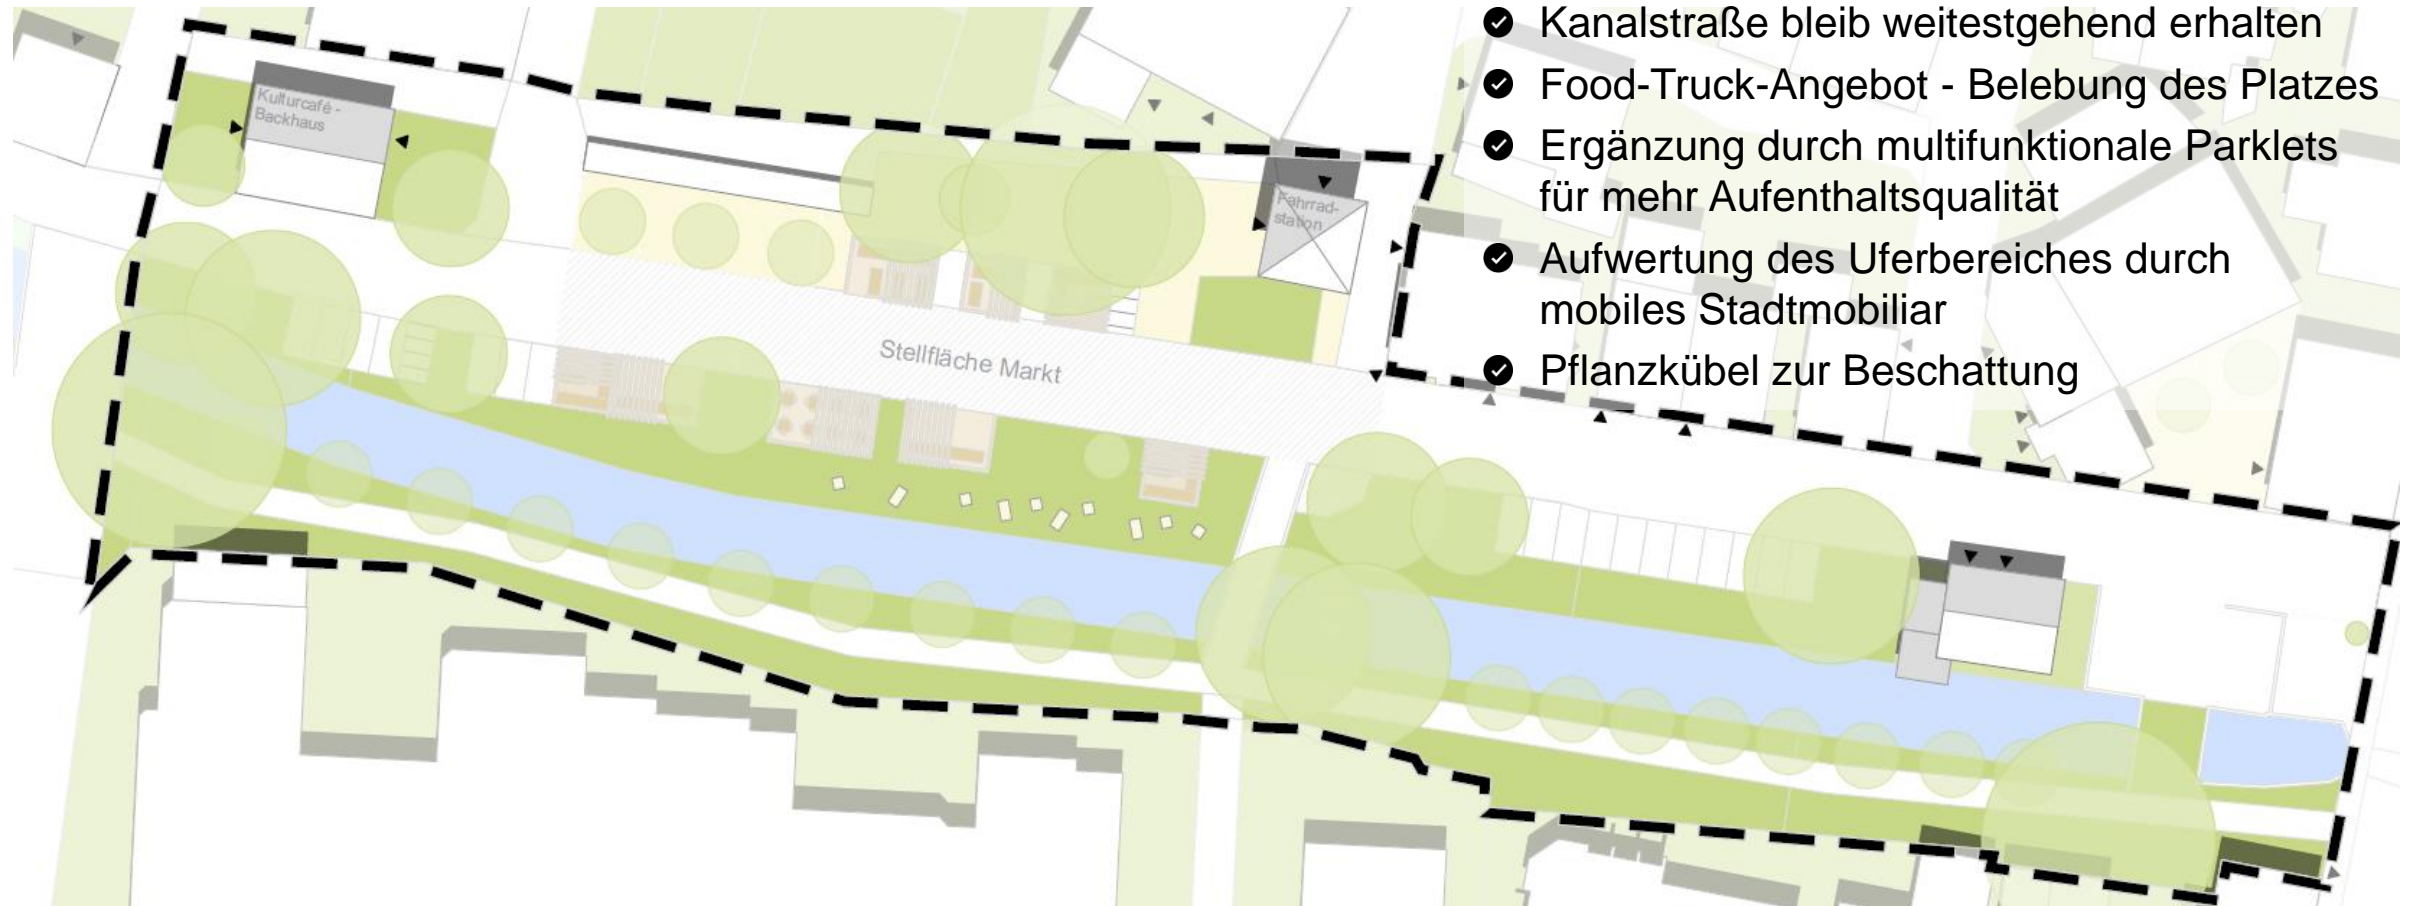 Kanalstraße bleib weitestgehend erhalten
Food-Truck-Angebot - Belebung des Platzes
Ergänzung durch multifunktionale Parklets
für mehr Aufenthaltsqualität
Aufwertung des Uferbereiches durch
mobiles Stadtmobiliar
Pflanzkübel zur Beschattung
Kulturcafé -
Backhaus
Fahrrad-
station
Stellfläche Markt